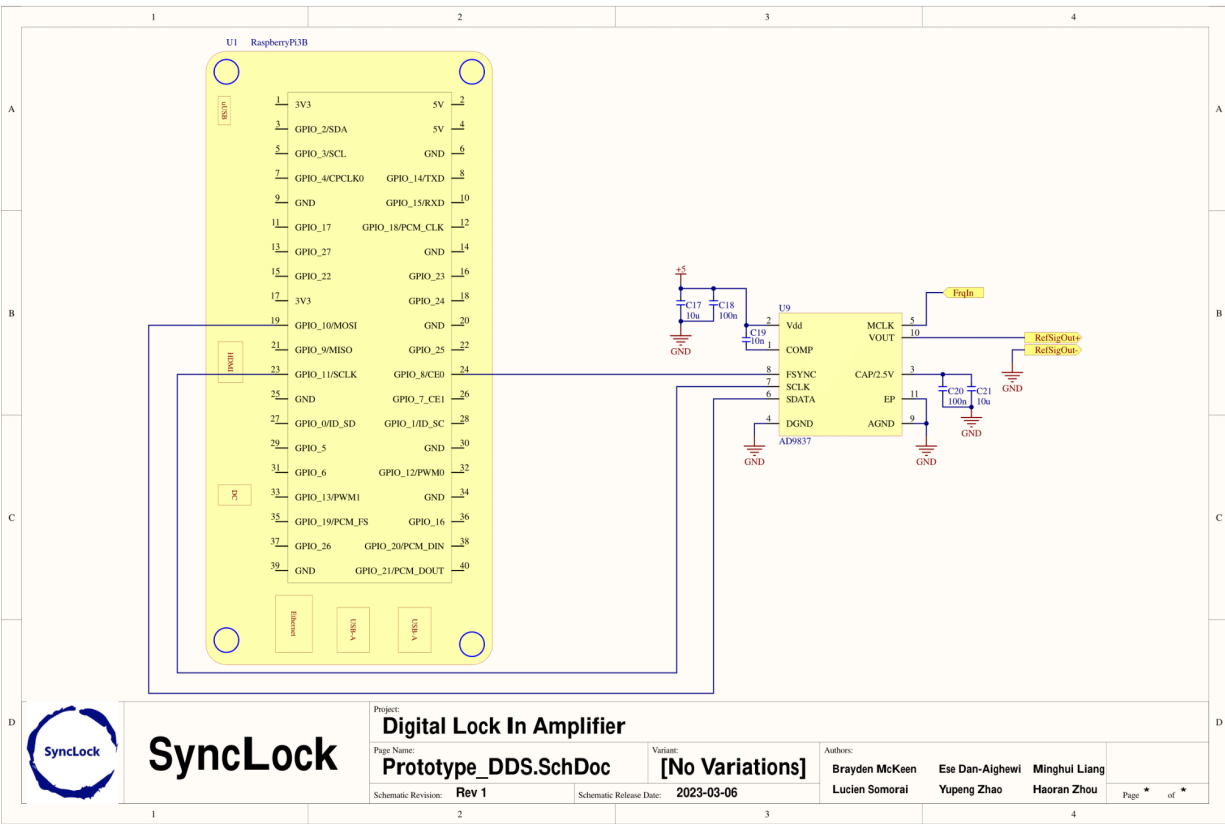 1 2 3 4
A A
B B
C C
D D
U1 RaspberryPi3B
uUSB
HDMI
DC
Ethernet
USB-A
USB-A
1 3V3 5V 2
3 GPIO_2/SDA 5V 4
5 GPIO_3/SCL GND 6
7 GPIO_4/CPCLK0 GPIO_14/TXD 8
9 GND GPIO_15/RXD 10
11 GPIO_17 GPIO_18/PCM_CLK 12
13 GPIO_27 GND 14
15 GPIO_22 GPIO_23 16
17 3V3 GPIO_24 18
19 GPIO_10/MOSI GND 20
21 GPIO_9/MISO GPIO_25 22
23 GPIO_11/SCLK GPIO_8/CE0 24
25 GND GPIO_7_CE1 26
27 GPIO_0/ID_SD GPIO_1/ID_SC 28
29 GPIO_5 GND 30
31 GPIO_6 GPIO_12/PWM0 32
33 GPIO_13/PWM1 GND 34
35 GPIO_19/PCM_FS GPIO_16 36
37 GPIO_26 GPIO_20/PCM_DIN 38
39 GND GPIO_21/PCM_DOUT 40
+5
C17
10u
C18
100n
GND
C19
10n
U9
2 Vdd MCLK 5
VOUT 10
1 COMP
8 FSYNC CAP/2.5V 3
7 SCLK
6 SDATA EP 11
4 DGND AGND 9
AD9837
GND
GND
FrqIn
RefSigOut+
RefSigOut-
GND
C20
100n
C21
10u
GND
SyncLock
SyncLock
Project:
Digital Lock In Amplifier
Page Name:
Prototype_DDS.SchDoc
Variant:
[No Variations]
Schematic Revision: Rev 1
Schematic Release Date: 2023-03-06
Authors:
Brayden McKeen Ese Dan-Aighewi Minghui Liang
Lucien Somorai Yupeng Zhao Haoran Zhou
Page * of *
1 2 3 4